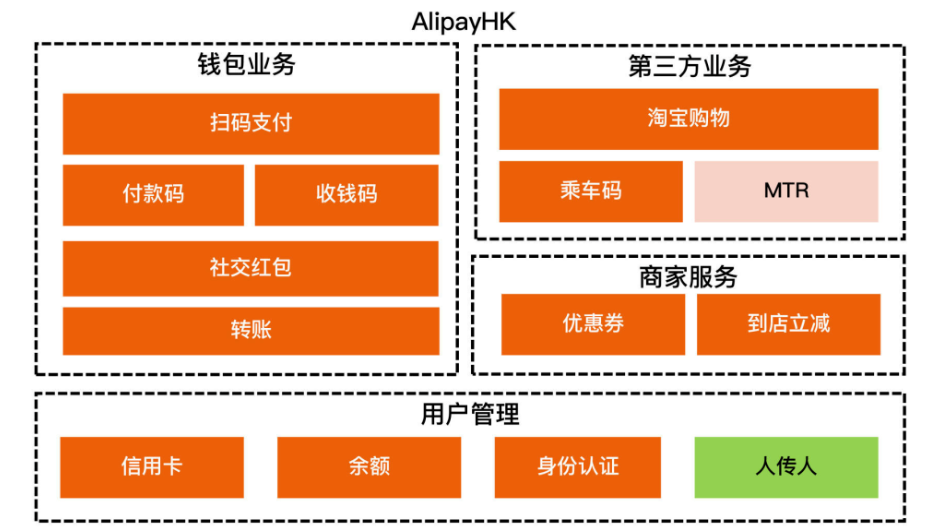 AlipayHK
钱包业务
扫码支付
付款码
收钱码
社交红包
转账
第三方业务
淘宝购物
乘车码
MTR
商家服务
优惠券
到店立减
用户管理
信用卡
余额
身份认证
人传人